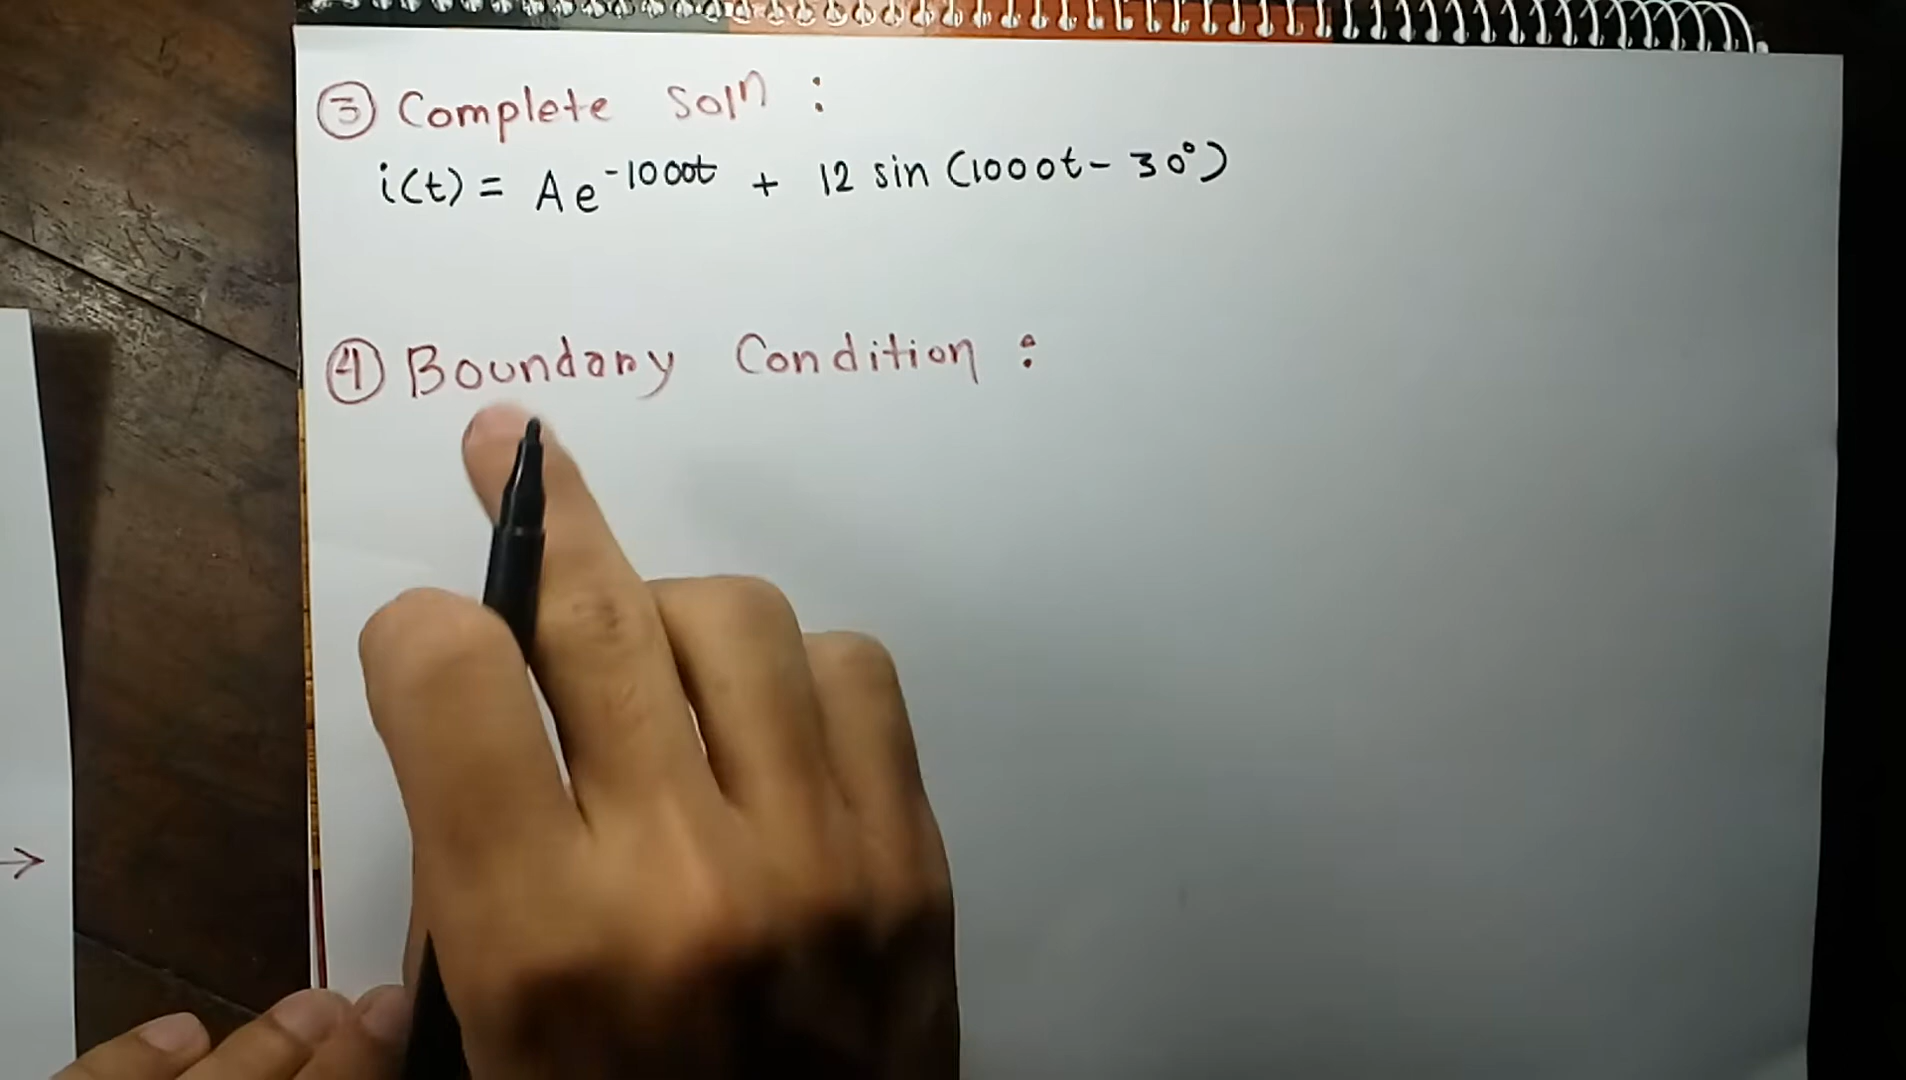 ③ Complete Soln :
i(t) = Ae^-1000t + 12 sin (1000t - 30°)
④ Boundary Condition :